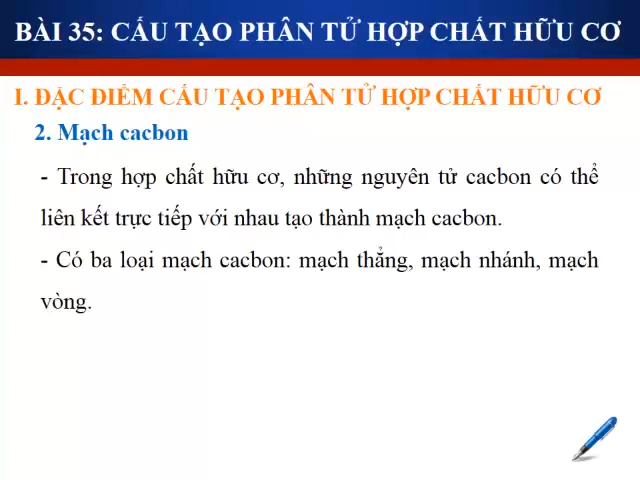 BÀI 35: CẤU TẠO PHÂN TỬ HỢP CHẤT HỮU CƠ
I. ĐẶC ĐIỂM CẤU TẠO PHÂN TỬ HỢP CHẤT HỮU CƠ
2. Mạch cacbon
- Trong hợp chất hữu cơ, những nguyên tử cacbon có thể
liên kết trực tiếp với nhau tạo thành mạch cacbon.
- Có ba loại mạch cacbon: mạch thẳng, mạch nhánh, mạch
vòng.